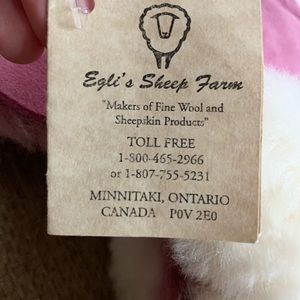 Egli's Sheep Farm
"Makers of Fine Wool and
Sheepskin Products"
TOLL FREE
1-800-465-2966
or 1-807-755-5231
MINNITAKI, ONTARIO
CANADA P0V 2E0